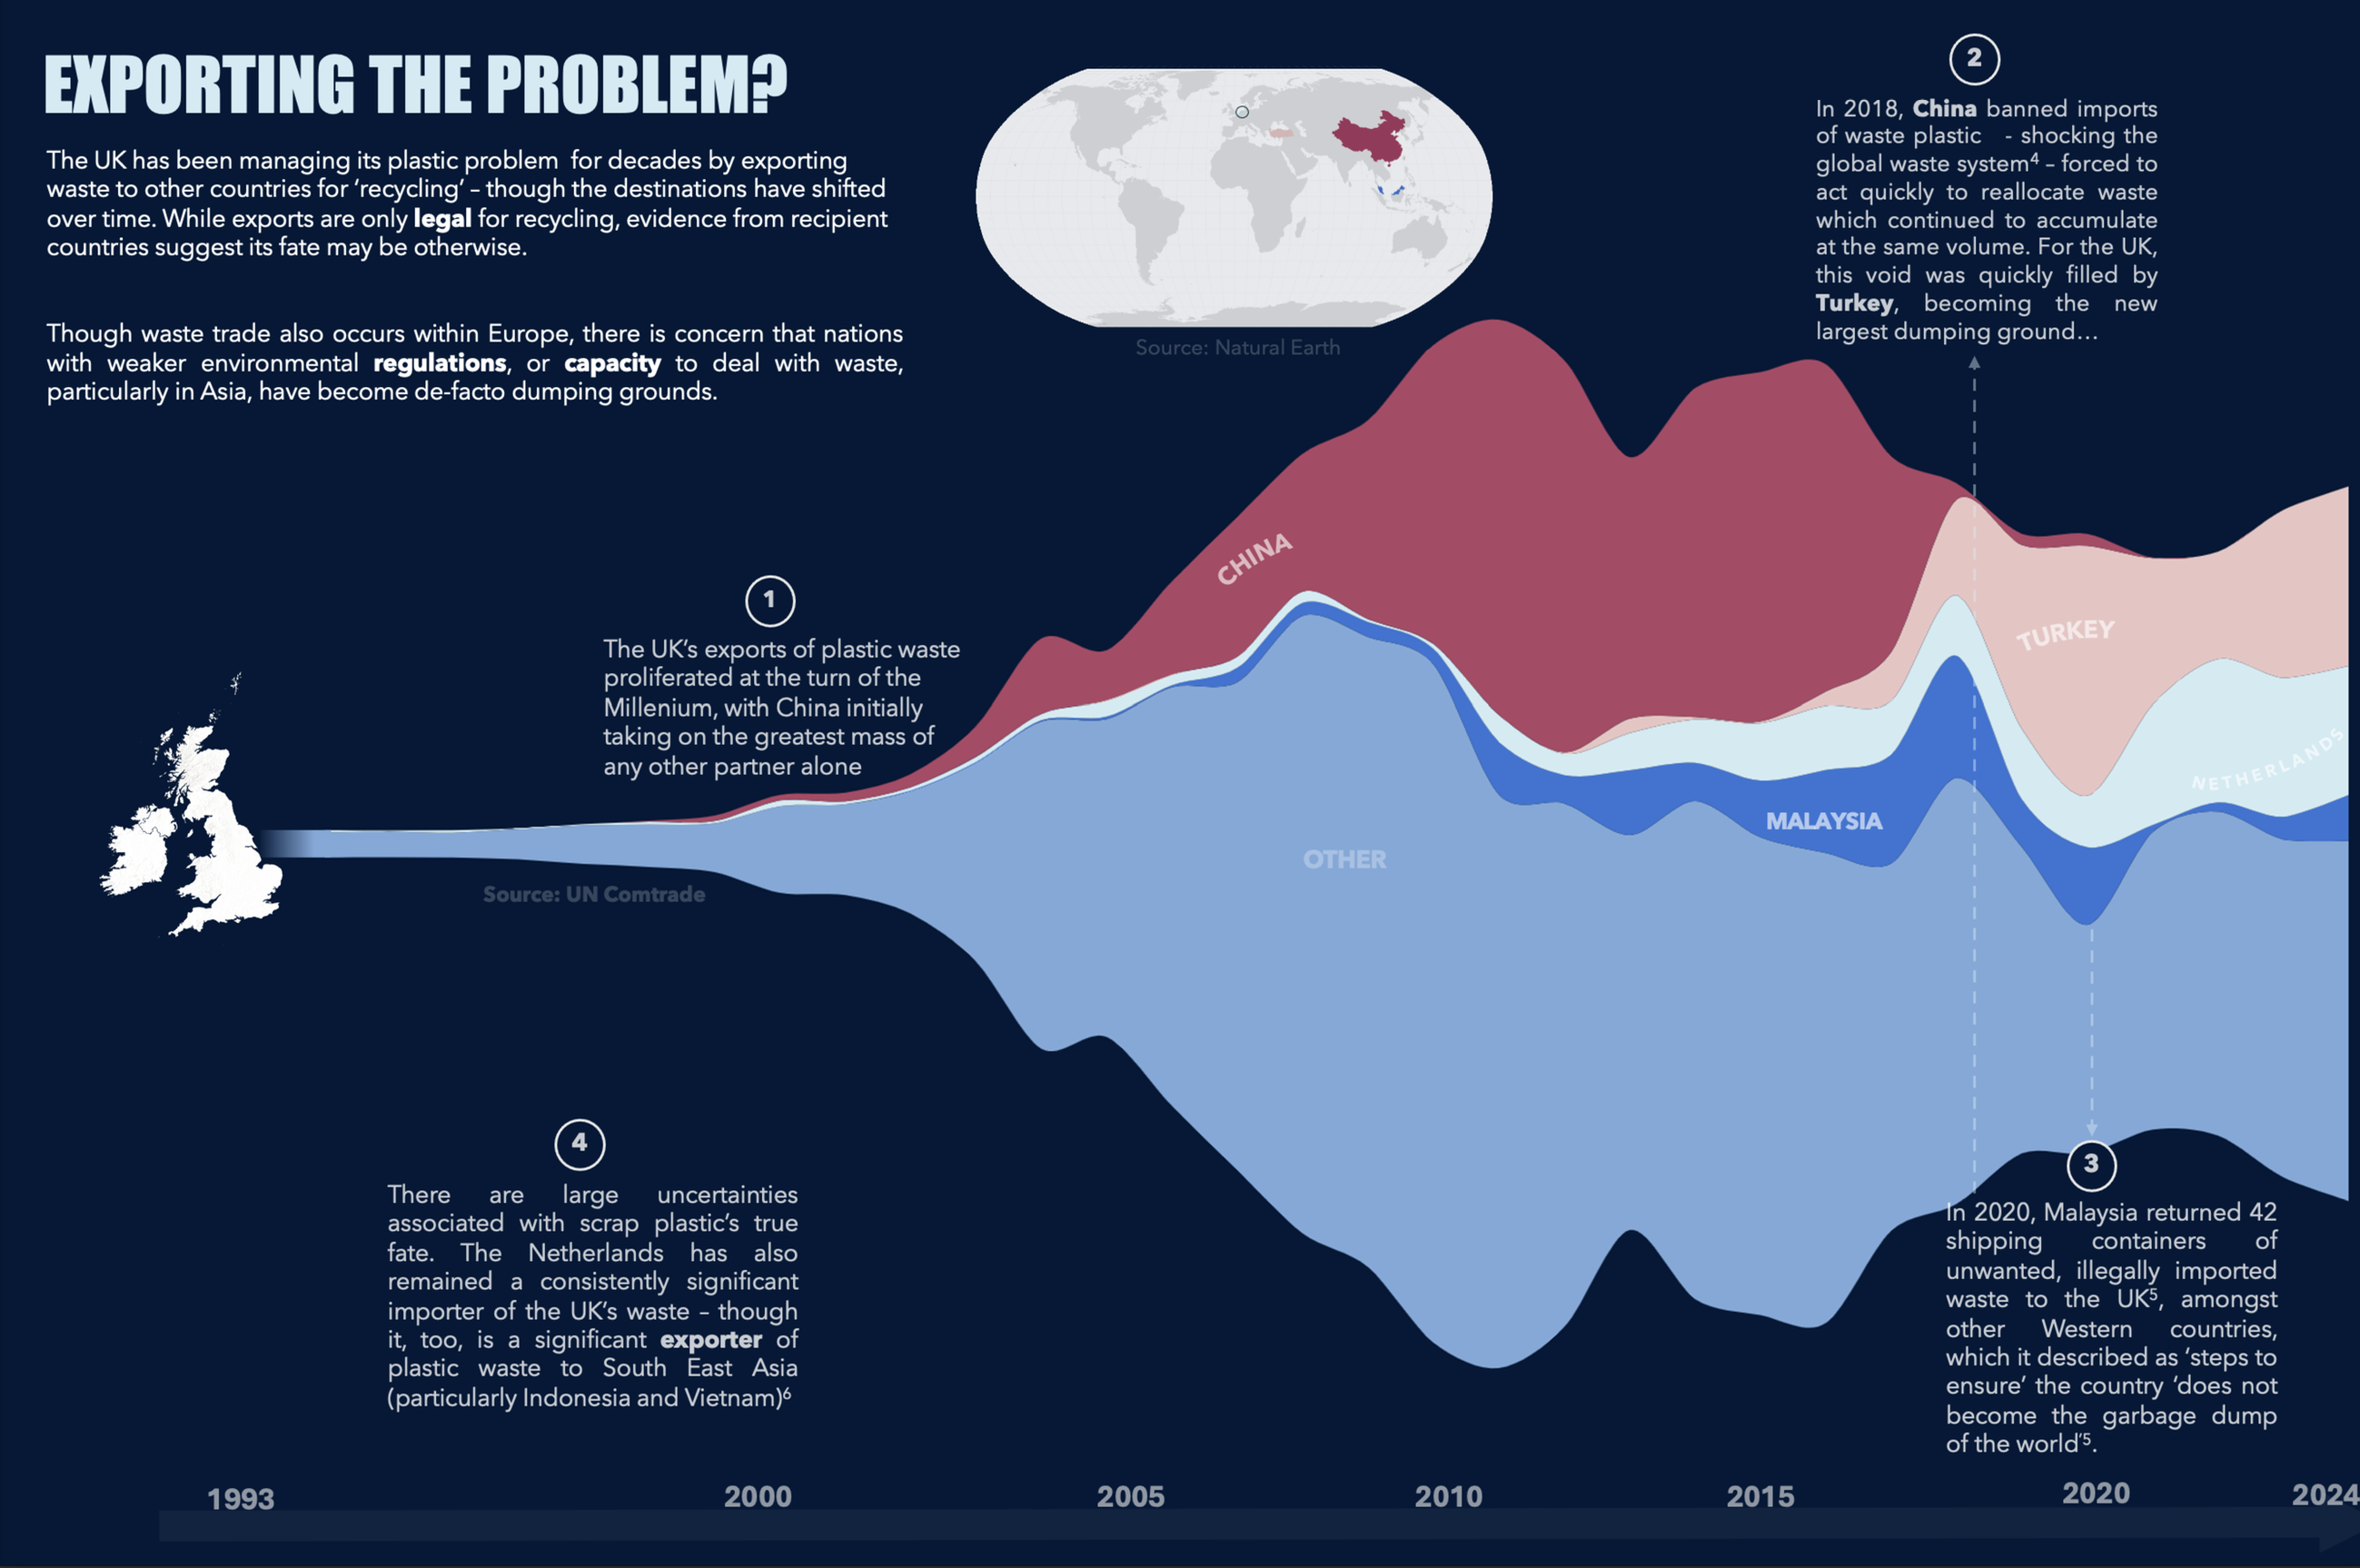 EXPORTING THE PROBLEM?
The UK has been managing its plastic problem for decades by exporting
waste to other countries for ‘recycling’ – though the destinations have shifted
over time. While exports are only legal for recycling, evidence from recipient
countries suggest its fate may be otherwise.
Though waste trade also occurs within Europe, there is concern that nations
with weaker environmental regulations, or capacity to deal with waste,
particularly in Asia, have become de-facto dumping grounds.
Source: Natural Earth
2
In 2018, China banned imports
of waste plastic - shocking the
global waste system⁴ – forced to
act quickly to reallocate waste
which continued to accumulate
at the same volume. For the UK,
this void was quickly filled by
Turkey, becoming the new
largest dumping ground…
1
The UK’s exports of plastic waste
proliferated at the turn of the
Millenium, with China initially
taking on the greatest mass of
any other partner alone
CHINA
TURKEY
NETHERLANDS
MALAYSIA
OTHER
Source: UN Comtrade
4
There are large uncertainties
associated with scrap plastic’s true
fate. The Netherlands has also
remained a consistently significant
importer of the UK’s waste – though
it, too, is a significant exporter of
plastic waste to South East Asia
(particularly Indonesia and Vietnam)⁶
3
In 2020, Malaysia returned 42
shipping containers of
unwanted, illegally imported
waste to the UK⁵, amongst
other Western countries,
which it described as ‘steps to
ensure’ the country ‘does not
become the garbage dump
of the world’⁵.
1993
2000
2005
2010
2015
2020
2024